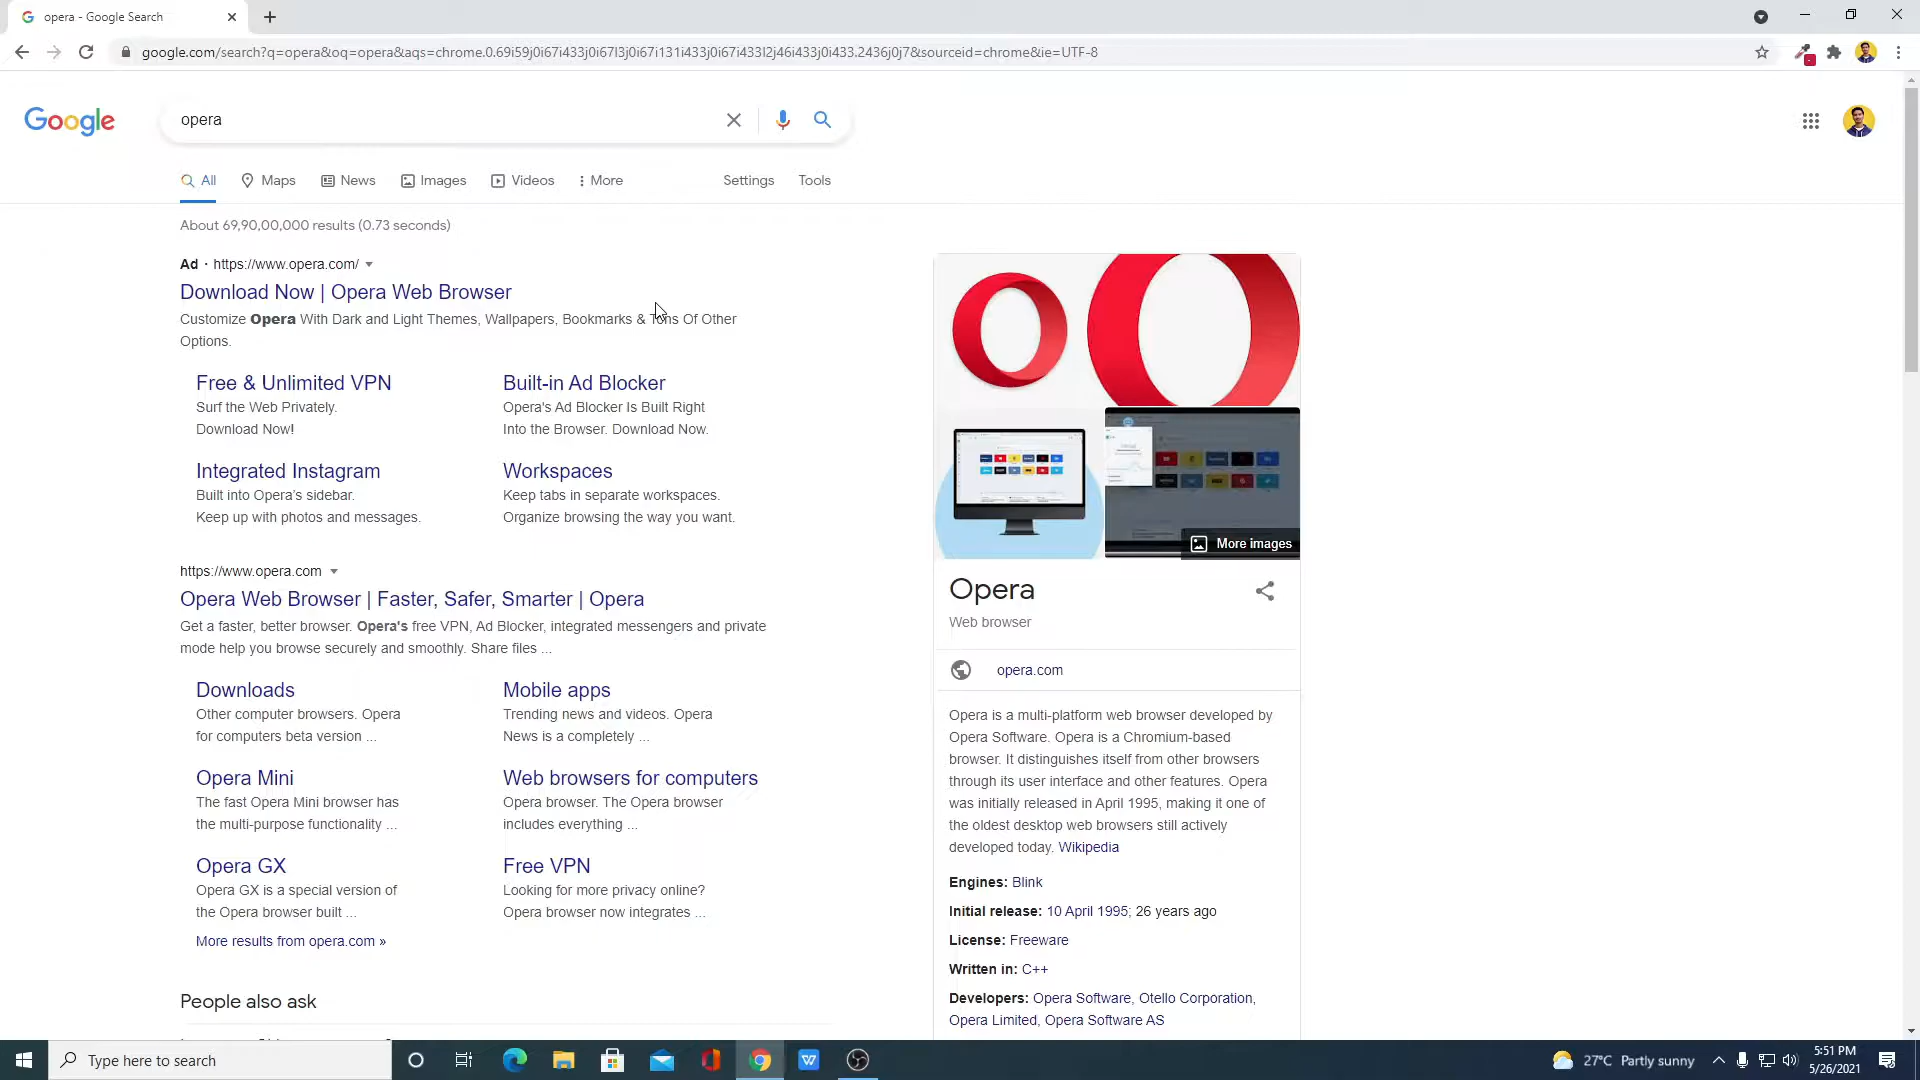 opera - Google Search
google.com/search?q=opera&oq=opera&aqs=chrome.0.69i59j0i67i433j0i67l3j0i67i131i433j0i67i433l2j46i433j0i433.2436j0j7&sourceid=chrome&ie=UTF-8
Google
opera
All
Maps
News
Images
Videos
More
Settings
Tools
About 69,90,00,000 results (0.73 seconds)
Ad · https://www.opera.com/
Download Now | Opera Web Browser
Customize Opera With Dark and Light Themes, Wallpapers, Bookmarks & Tons Of Other
Options.
Free & Unlimited VPN
Surf the Web Privately.
Download Now!
Built-in Ad Blocker
Opera's Ad Blocker Is Built Right
Into the Browser. Download Now.
Integrated Instagram
Built into Opera's sidebar.
Keep up with photos and messages.
Workspaces
Keep tabs in separate workspaces.
Organize browsing the way you want.
https://www.opera.com
Opera Web Browser | Faster, Safer, Smarter | Opera
Get a faster, better browser. Opera's free VPN, Ad Blocker, integrated messengers and private
mode help you browse securely and smoothly. Share files ...
Downloads
Other computer browsers. Opera
for computers beta version ...
Mobile apps
Trending news and videos. Opera
News is a completely ...
Opera Mini
The fast Opera Mini browser has
the multi-purpose functionality ...
Web browsers for computers
Opera browser. The Opera browser
includes everything ...
Opera GX
Opera GX is a special version of
the Opera browser built ...
Free VPN
Looking for more privacy online?
Opera browser now integrates ...
More results from opera.com »
People also ask
More images
Opera
Web browser
opera.com
Opera is a multi-platform web browser developed by
Opera Software. Opera is a Chromium-based
browser. It distinguishes itself from other browsers
through its user interface and other features. Opera
was initially released in April 1995, making it one of
the oldest desktop web browsers still actively
developed today. Wikipedia
Engines: Blink
Initial release: 10 April 1995; 26 years ago
License: Freeware
Written in: C++
Developers: Opera Software, Otello Corporation,
Opera Limited, Opera Software AS
Type here to search
27°C Partly sunny
5:51 PM
5/26/2021